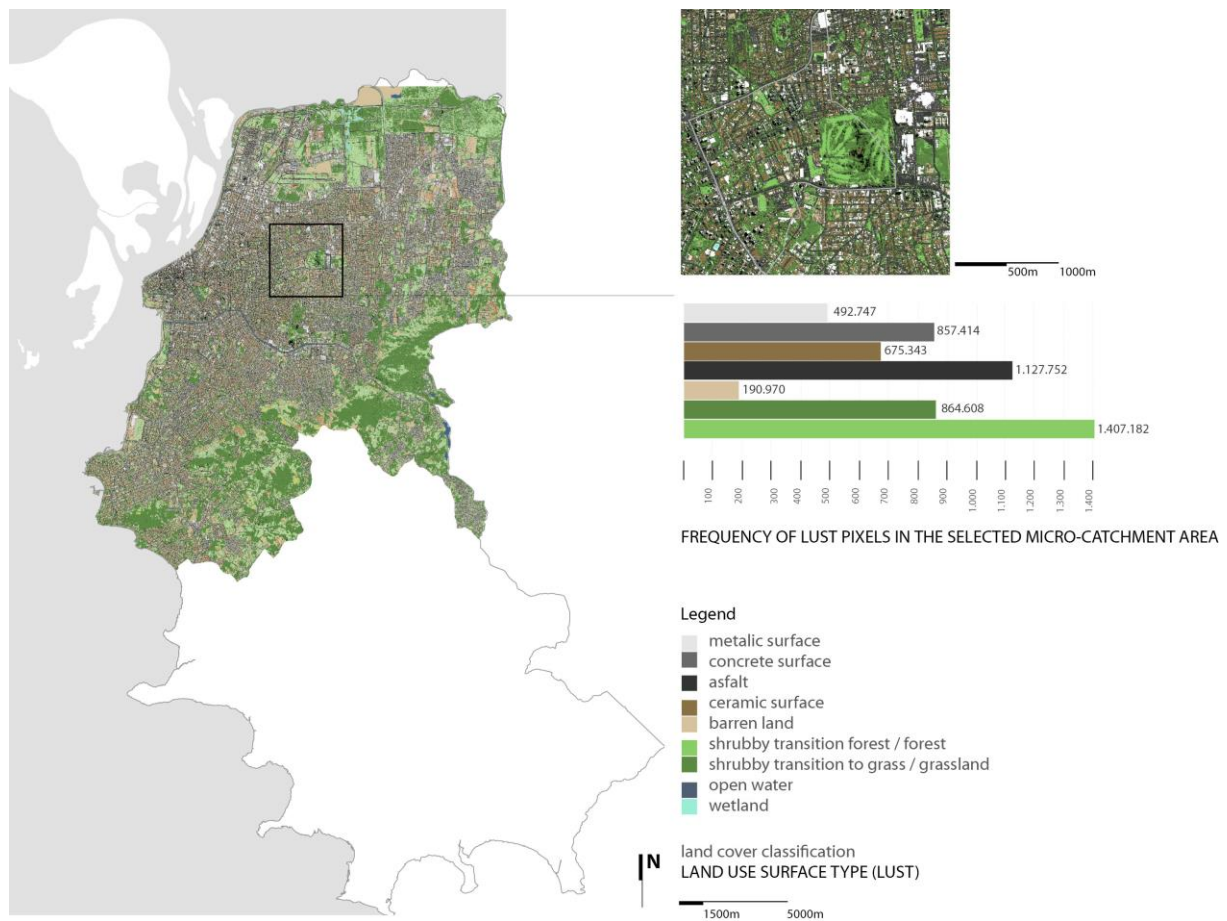 500m 1000m
492.747
857.414
675.343
1.127.752
190.970
864.608
1.407.182
100 200 300 400 500 600 700 800 900 1.000 1.100 1.200 1.300 1.400
FREQUENCY OF LUST PIXELS IN THE SELECTED MICRO-CATCHMENT AREA
Legend
metalic surface
concrete surface
asfalt
ceramic surface
barren land
shrubby transition forest / forest
shrubby transition to grass / grassland
open water
wetland
N
land cover classification
LAND USE SURFACE TYPE (LUST)
1500m 5000m